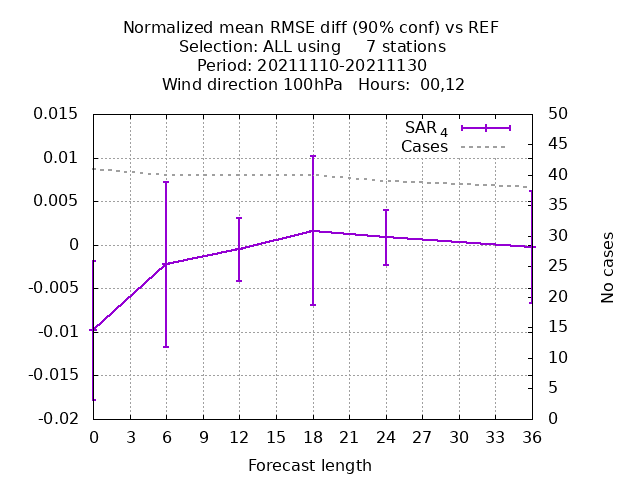 Normalized mean RMSE diff (90% conf) vs REF
Selection: ALL using     7 stations
Period: 20211110-20211130
Wind direction 100hPa   Hours:  00,12
0.015
0.01
0.005
0
-0.005
-0.01
-0.015
-0.02
SAR 4
Cases
50
45
40
35
30
25
20
15
10
5
0
No cases
0 3 6 9 12 15 18 21 24 27 30 33 36
Forecast length